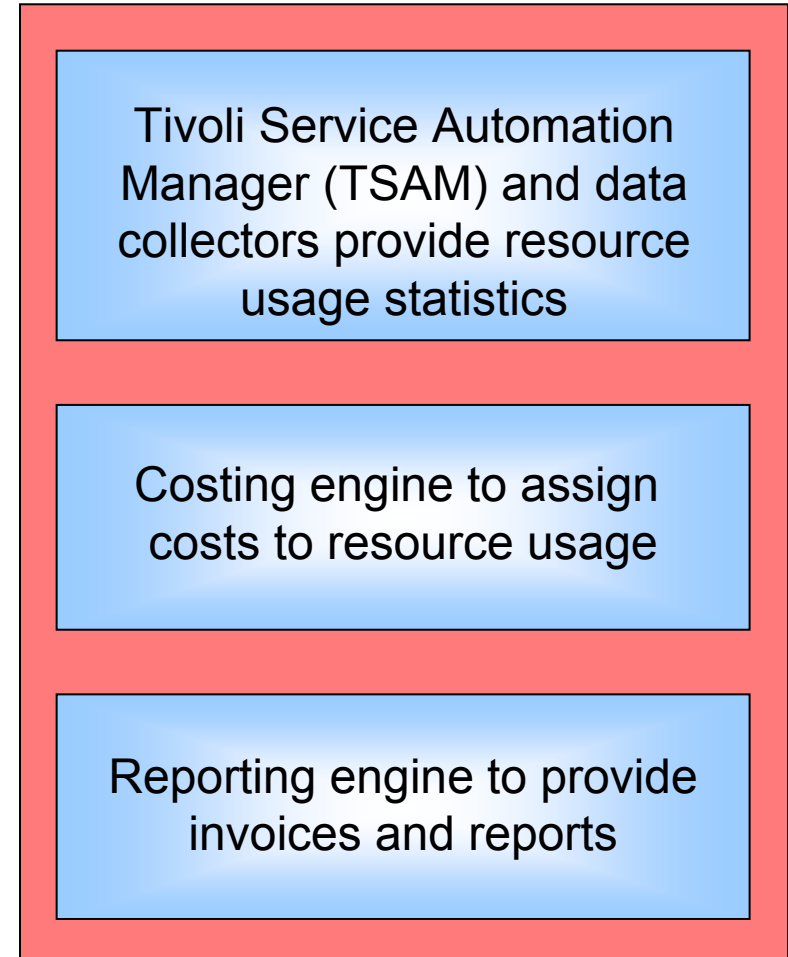 Tivoli Service Automation
Manager (TSAM) and data
collectors provide resource
usage statistics
Costing engine to assign
costs to resource usage
Reporting engine to provide
invoices and reports